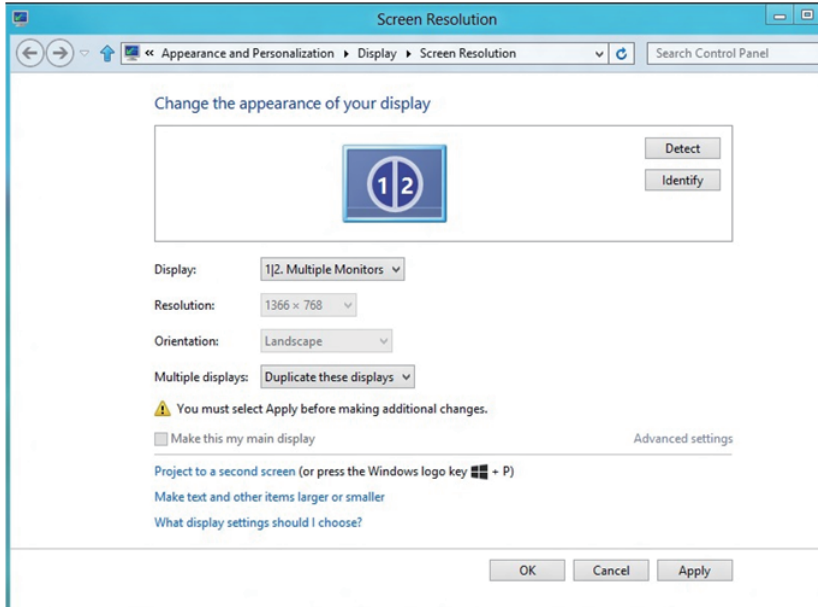 Screen Resolution
« Appearance and Personalization ▸ Display ▸ Screen Resolution
Search Control Panel
Change the appearance of your display
1|2
Detect
Identify
Display: 1|2. Multiple Monitors
Resolution: 1366 × 768
Orientation: Landscape
Multiple displays: Duplicate these displays
You must select Apply before making additional changes.
Make this my main display Advanced settings
Project to a second screen (or press the Windows logo key + P)
Make text and other items larger or smaller
What display settings should I choose?
OK Cancel Apply